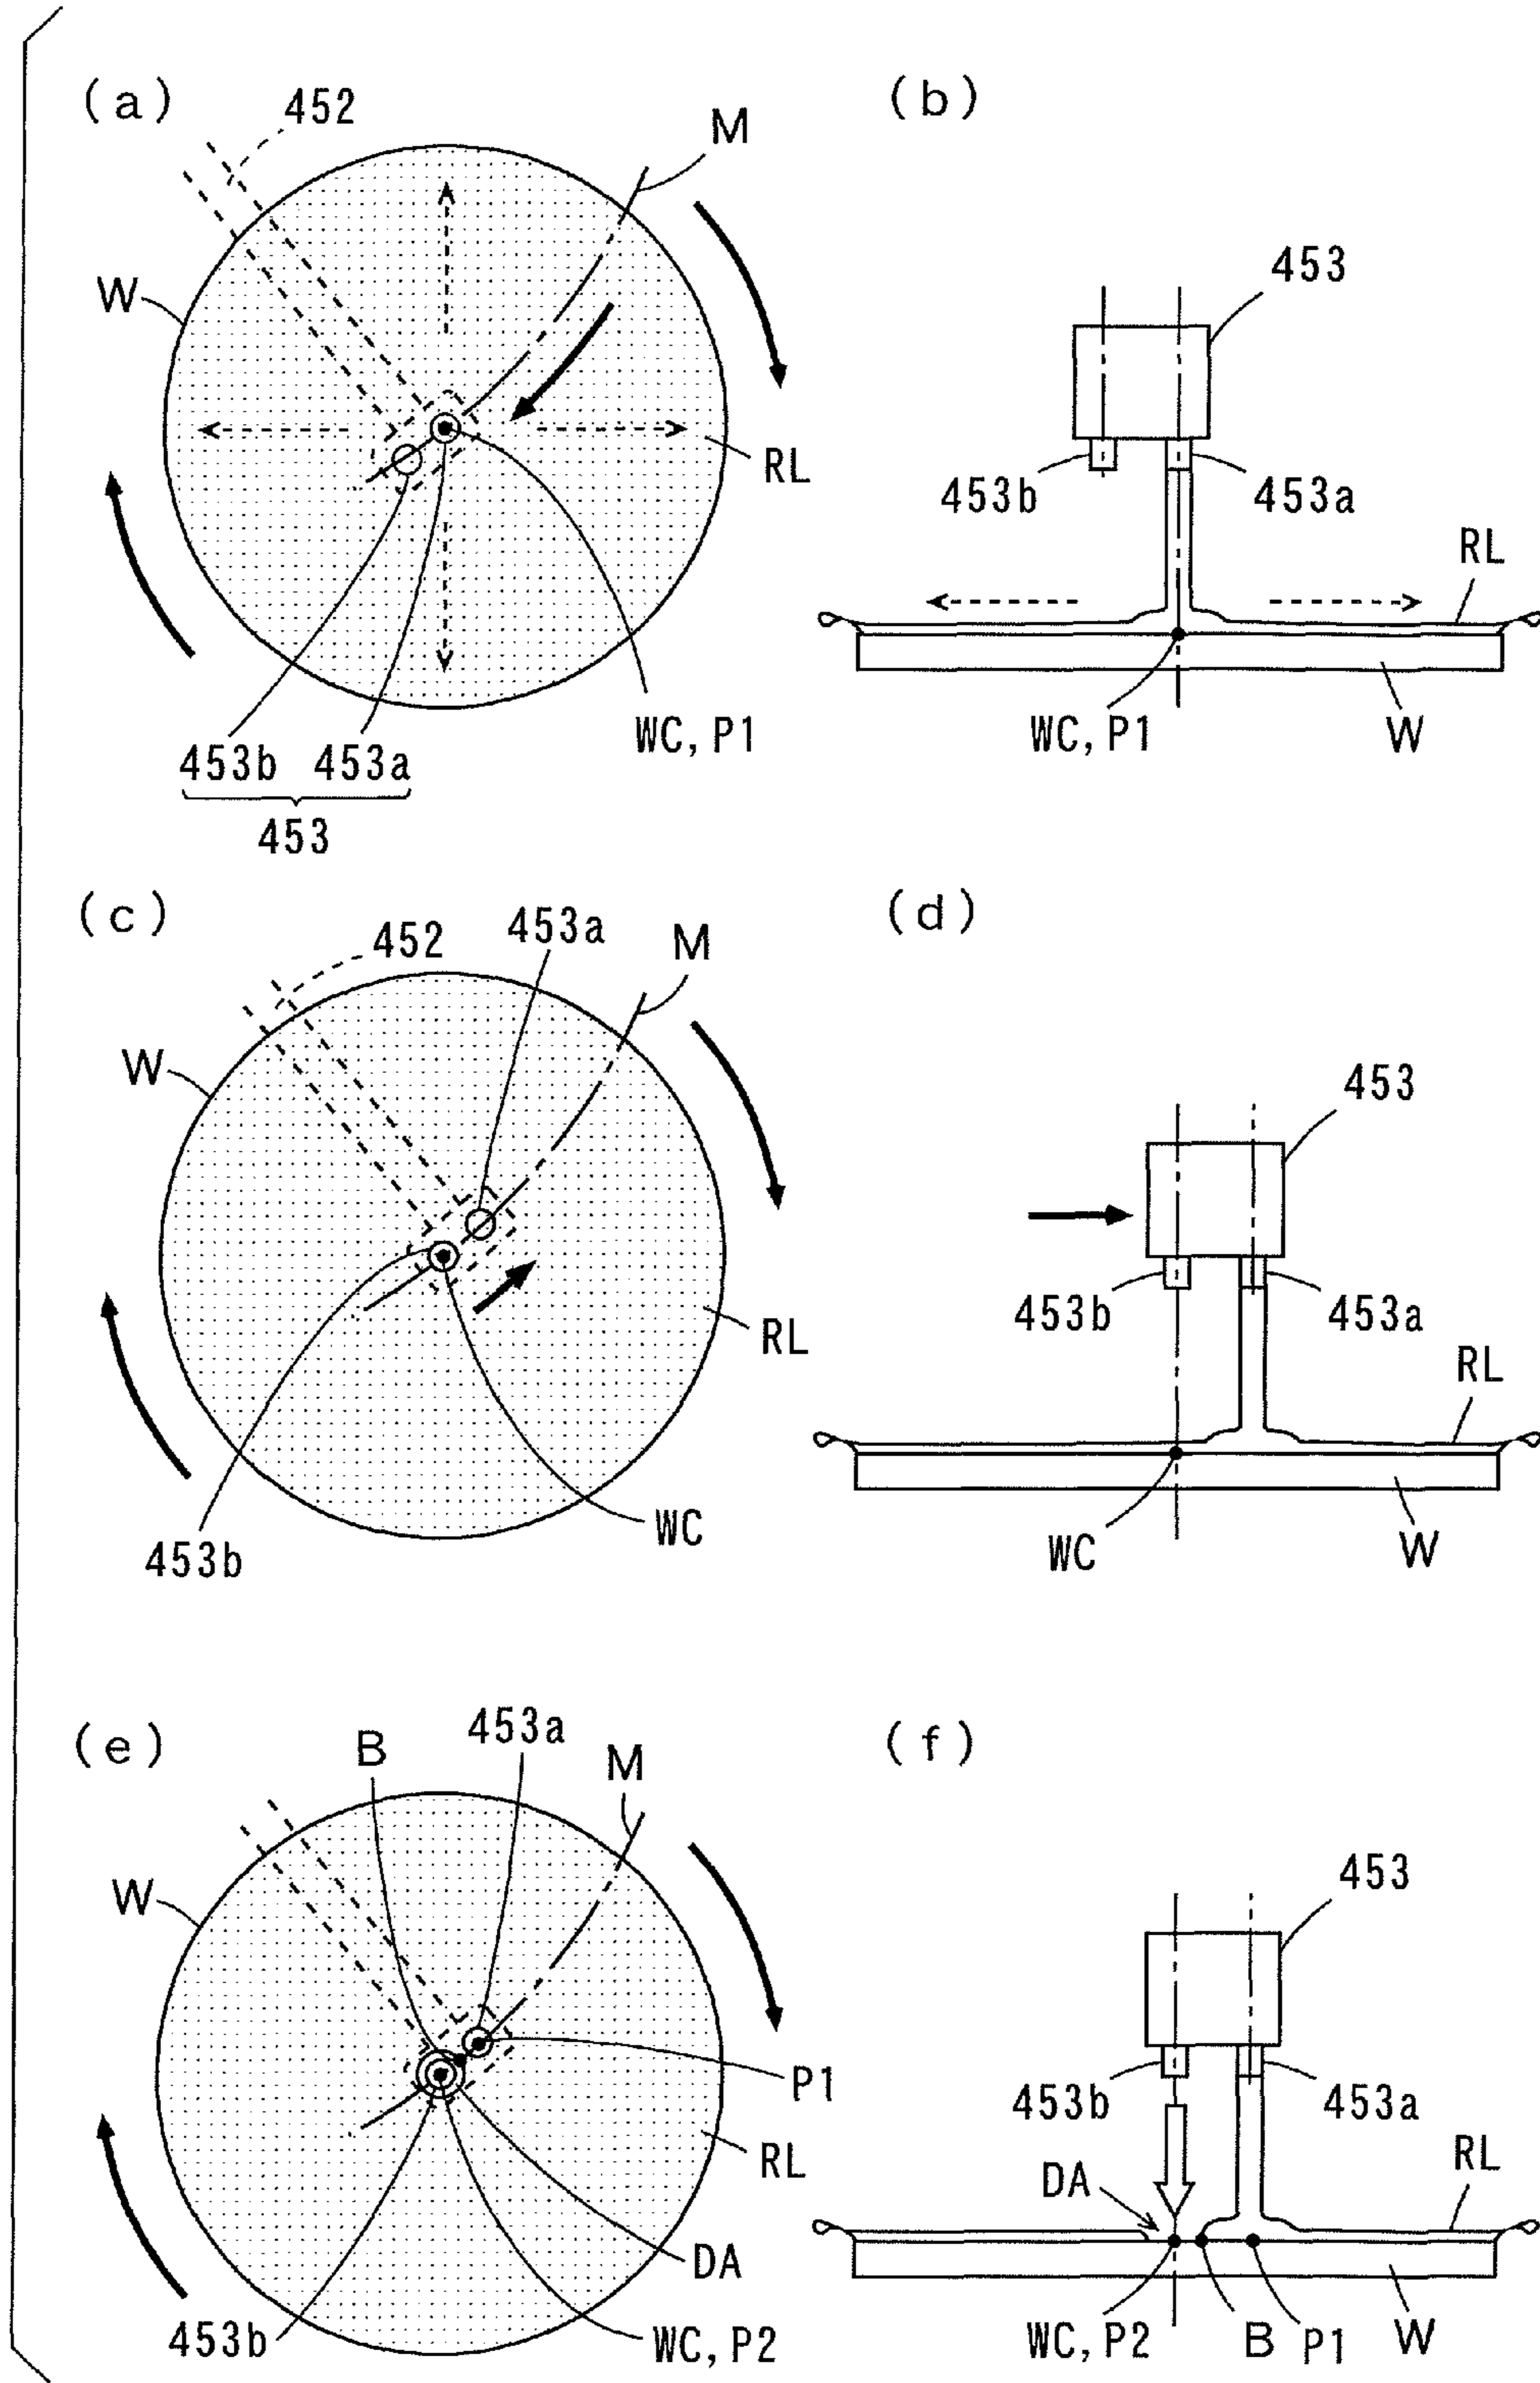 (a)
452
M
W
RL
WC, P1
453b 453a
453
(b)
453
453b
453a
RL
WC, P1
W
(c)
452
453a
M
W
RL
WC
453b
(d)
453
453b
453a
RL
WC
W
(e)
B
453a
M
W
P1
RL
DA
453b
WC, P2
(f)
453
453b
453a
DA
RL
WC, P2
B
P1
W